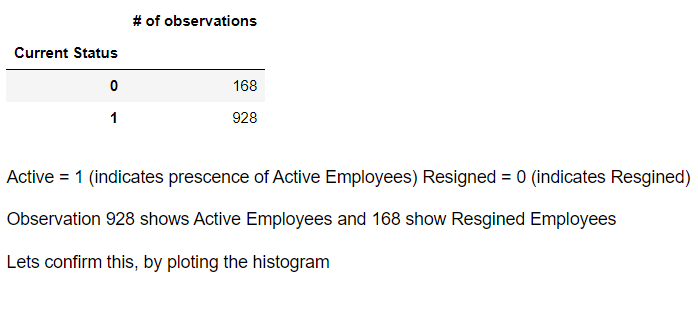 # of observations
Current Status
0 168
1 928
Active = 1 (indicates prescence of Active Employees) Resigned = 0 (indicates Resgined)
Observation 928 shows Active Employees and 168 show Resgined Employees
Lets confirm this, by ploting the histogram